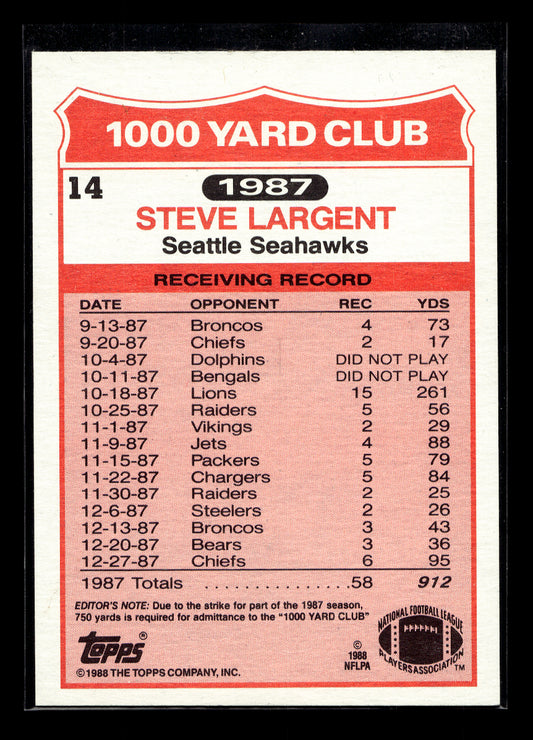 1000 YARD CLUB
14
1987
STEVE LARGENT
Seattle Seahawks
RECEIVING RECORD
DATE OPPONENT REC YDS
9-13-87 Broncos 4 73
9-20-87 Chiefs 2 17
10-4-87 Dolphins DID NOT PLAY
10-11-87 Bengals DID NOT PLAY
10-18-87 Lions 15 261
10-25-87 Raiders 5 56
11-1-87 Vikings 2 29
11-9-87 Jets 4 88
11-15-87 Packers 5 79
11-22-87 Chargers 5 84
11-30-87 Raiders 2 25
12-6-87 Steelers 2 26
12-13-87 Broncos 3 43
12-20-87 Bears 3 36
12-27-87 Chiefs 6 95
1987 Totals . . . . . . . . . . . . . .58 912
EDITOR'S NOTE: Due to the strike for part of the 1987 season,
750 yards is required for admittance to the "1000 YARD CLUB"
Topps®
© 1988 THE TOPPS COMPANY, INC.
©
1988
NFLPA
NATIONAL FOOTBALL LEAGUE
PLAYERS ASSOCIATION
TM